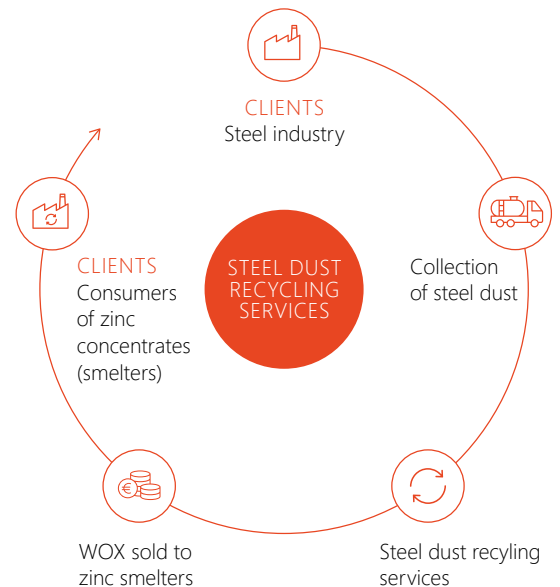 CLIENTS
Steel industry
Collection
of steel dust
Steel dust recyling
services
WOX sold to
zinc smelters
€
CLIENTS
Consumers
of zinc
concentrates
(smelters)
STEEL DUST
RECYCLING
SERVICES